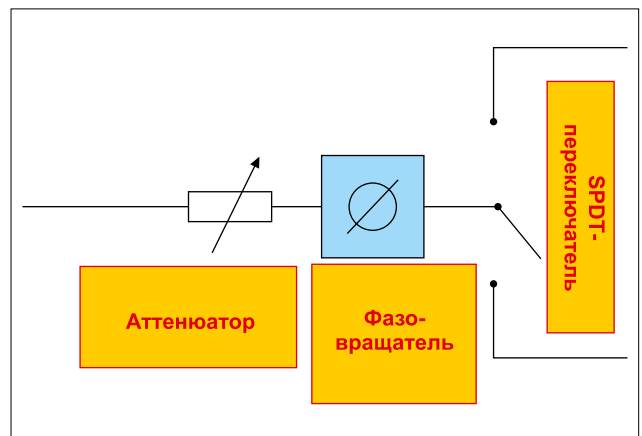 Аттенюатор
Фазо-
вращатель
SPDT-
переключатель